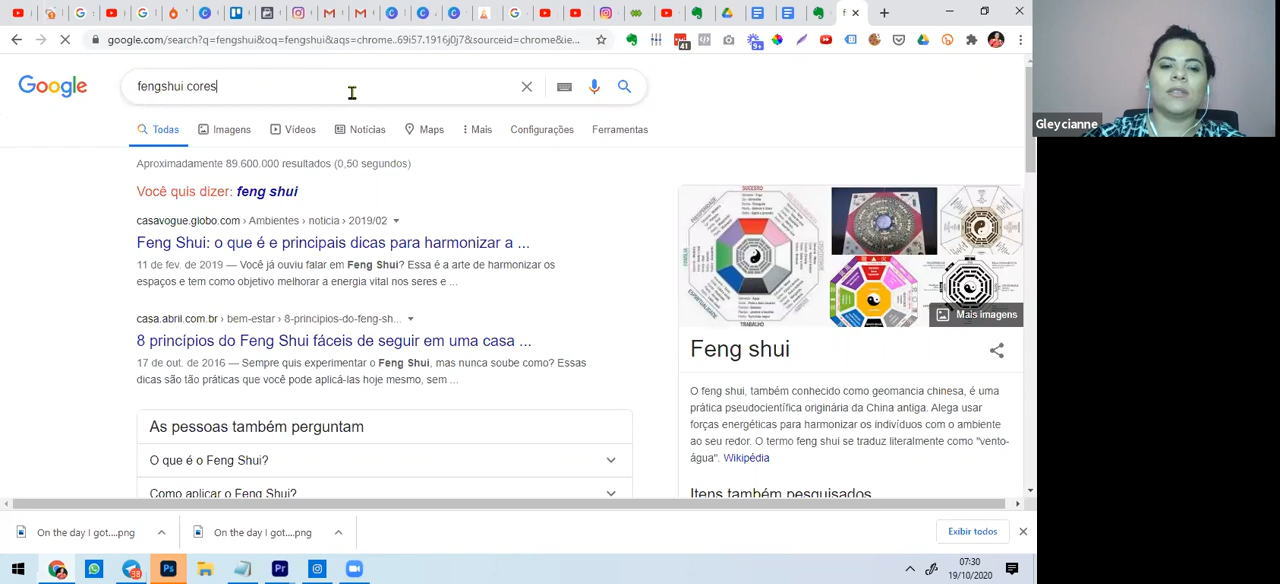 google.com/search?q=fengshui&oq=fengshui&aqs=chrome..69i57.1916j0j7&sourceid=chrome&ie...
41
9+
Google
fengshui cores
Todas
Imagens
Vídeos
Notícias
Maps
Mais
Configurações
Ferramentas
Aproximadamente 89.600.000 resultados (0,50 segundos)
Você quis dizer: feng shui
casavogue.globo.com › Ambientes › noticia › 2019/02
Feng Shui: o que é e principais dicas para harmonizar a ...
11 de fev. de 2019 — Você já ouviu falar em Feng Shui? Essa é a arte de harmonizar os
espaços e tem como objetivo melhorar a energia vital nos seres e ...
casa.abril.com.br › bem-estar › 8-principios-do-feng-sh...
8 princípios do Feng Shui fáceis de seguir em uma casa ...
17 de out. de 2016 — Sempre quis experimentar o Feng Shui, mas nunca soube como? Essas
dicas são tão práticas que você pode aplicá-las hoje mesmo, sem ...
As pessoas também perguntam
O que é o Feng Shui?
Como aplicar o Feng Shui?
SUCESSO
PROSPERIDADE
FAMÍLIA
ESPIRITUALIDADE
TRABALHO
Mais imagens
Feng shui
O feng shui, também conhecido como geomancia chinesa, é uma
prática pseudocientífica originária da China antiga. Alega usar
forças energéticas para harmonizar os indivíduos com o ambiente
ao seu redor. O termo feng shui se traduz literalmente como "vento-
água". Wikipédia
Itens também pesquisados
Gleycianne
On the day I got....png
On the day I got....png
Exibir todos
38
07:30
19/10/2020